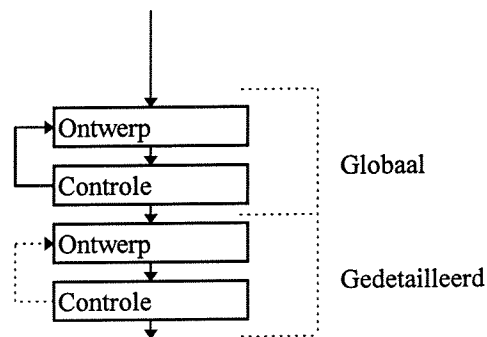 Ontwerp
Controle
Globaal
Ontwerp
Controle
Gedetailleerd